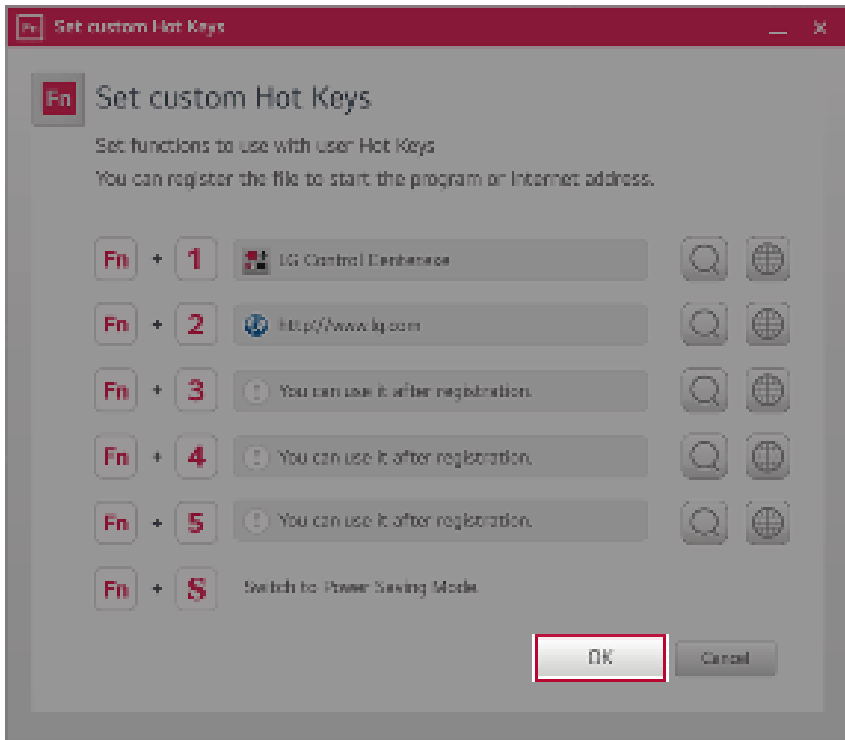 Fn Set custom Hot Keys
Fn Set custom Hot Keys
Set functions to use with user Hot Keys
You can register the file to start the program or internet address.
Fn + 1 LG Control Center.exe
Fn + 2 http://www.lg.com
Fn + 3 You can use it after registration.
Fn + 4 You can use it after registration.
Fn + 5 You can use it after registration.
Fn + S Switch to Power Saving Mode.
OK Cancel